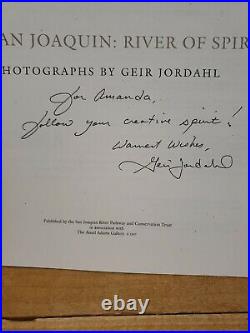 AN JOAQUIN: RIVER OF SPIR
HOTOGRAPHS BY GEIR JORDAHL
for Amanda,
follow your creative spirit!
Warmest Wishes,
Geir Jordahl
Published by the San Joaquin River Parkway and Conservation Trust
in association with
The Ansel Adams Gallery